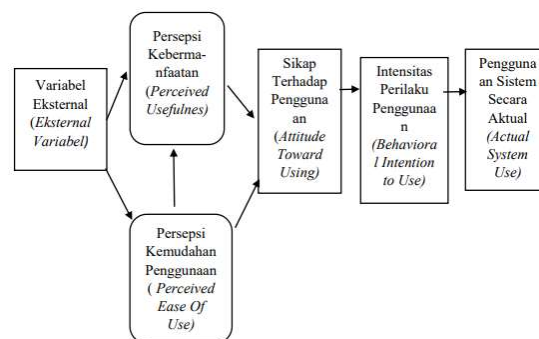 Variabel
Eksternal
(Eksternal
Variabel)
Persepsi
Keberma-
nfaatan
(Perceived
Usefulnes)
Persepsi
Kemudahan
Penggunaan
( Perceived
Ease Of
Use)
Sikap
Terhadap
Pengguna
an
(Attitude
Toward
Using)
Intensitas
Perilaku
Penggunaa
n
(Behaviora
l Intention
to Use)
Pengguna
an Sistem
Secara
Aktual
(Actual
System
Use)